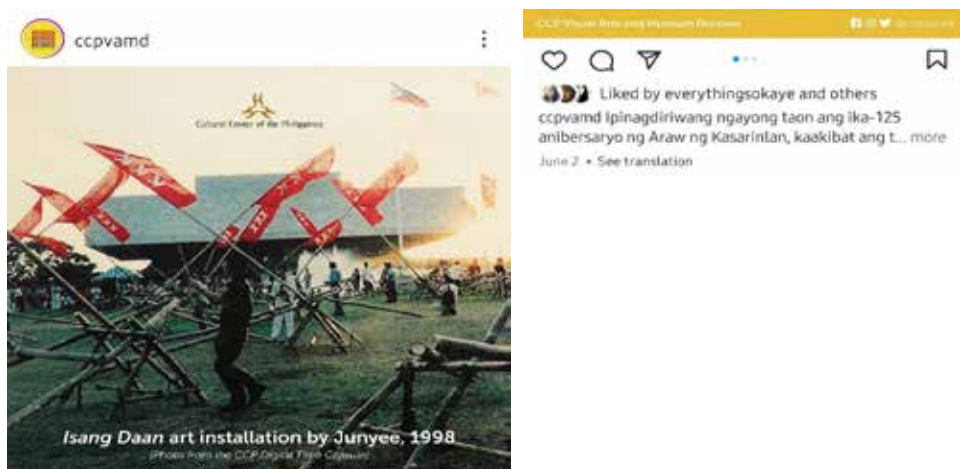 ccpvamd
Cultural Center of the Philippines
Isang Daan art installation by Junyee, 1998
(Photo from the CCP Digital Time Capsule)
CCP Visual Arts and Museum Division
Liked by everythingsokaye and others
ccpvamd Ipinagdiriwang ngayong taon ang ika-125
anibersaryo ng Araw ng Kasarinlan, kaakibat ang t... more
June 2 • See translation